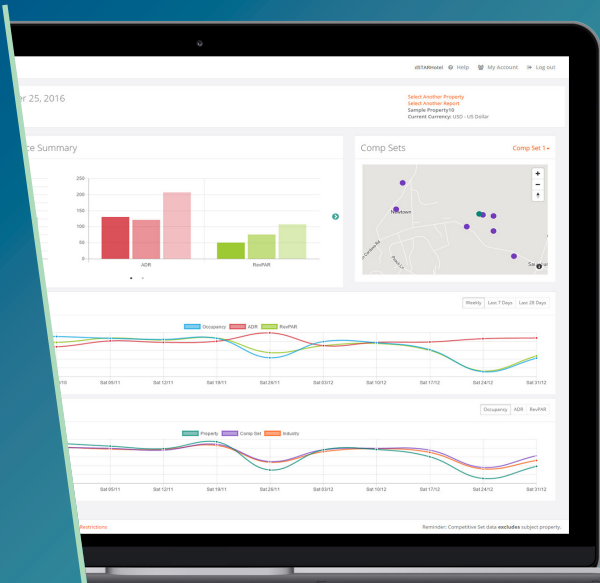 dSTARHotel Help My Account Log out
er 25, 2016
Select Another Property
Select Another Report
Sample Property10
Current Currency: USD - US Dollar
ce Summary
250
200
150
100
50
0
ADR RevPAR
Comp Sets Comp Set 1
Newtown
+
−
Weekly Last 7 Days Last 28 Days
Occupancy ADR RevPAR
Sat 05/11 Sat 12/11 Sat 19/11 Sat 26/11 Sat 03/12 Sat 10/12 Sat 17/12 Sat 24/12 Sat 31/12
Occupancy ADR RevPAR
Property Comp Set Industry
Sat 05/11 Sat 12/11 Sat 19/11 Sat 26/11 Sat 03/12 Sat 10/12 Sat 17/12 Sat 24/12 Sat 31/12
Restrictions
Reminder: Competitive Set data excludes subject property.